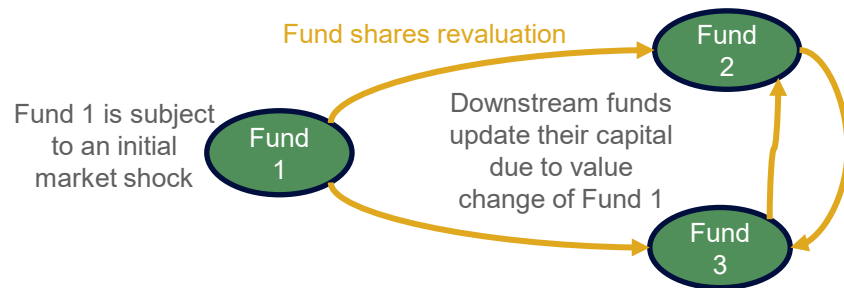 Fund shares revaluation
Fund
2
Fund 1 is subject
to an initial
market shock
Fund
1
Downstream funds
update their capital
due to value
change of Fund 1
Fund
3